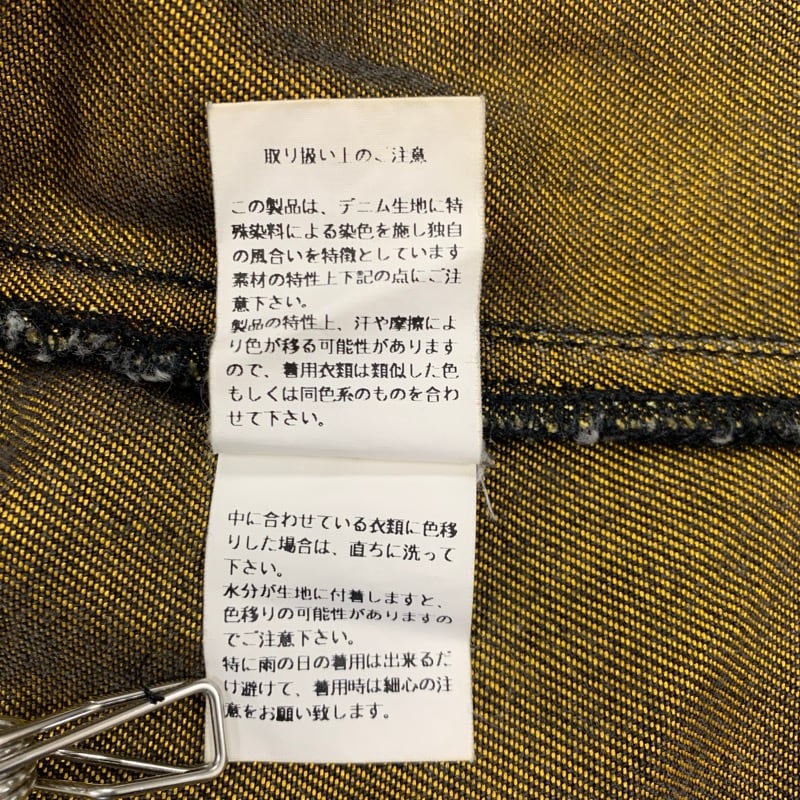 取り扱い上のご注意
この製品は、デニム生地に特
殊染料による染色を施し独自
の風合いを特徴としています
素材の特性上下記の点にご注
意下さい。
製品の特性上、汗や摩擦によ
り色が移る可能性があります
ので、着用衣類は類似した色
もしくは同色系のものを合わ
せて下さい。
中に合わせている衣類に色移
りした場合は、直ちに洗って
下さい。
水分が生地に付着しますと、
色移りの可能性がありますの
でご注意下さい。
特に雨の日の着用は出来るだ
け避けて、着用時は細心の注
意をお願い致します。